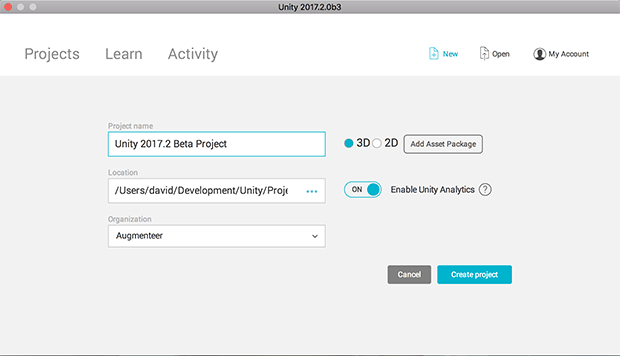 Unity 2017.2.0b3
Projects Learn Activity New Open My Account
Project name
Unity 2017.2 Beta Project
3D 2D Add Asset Package
Location
/Users/david/Development/Unity/Proje ...
ON Enable Unity Analytics ?
Organization
Augmenteer
Cancel Create project